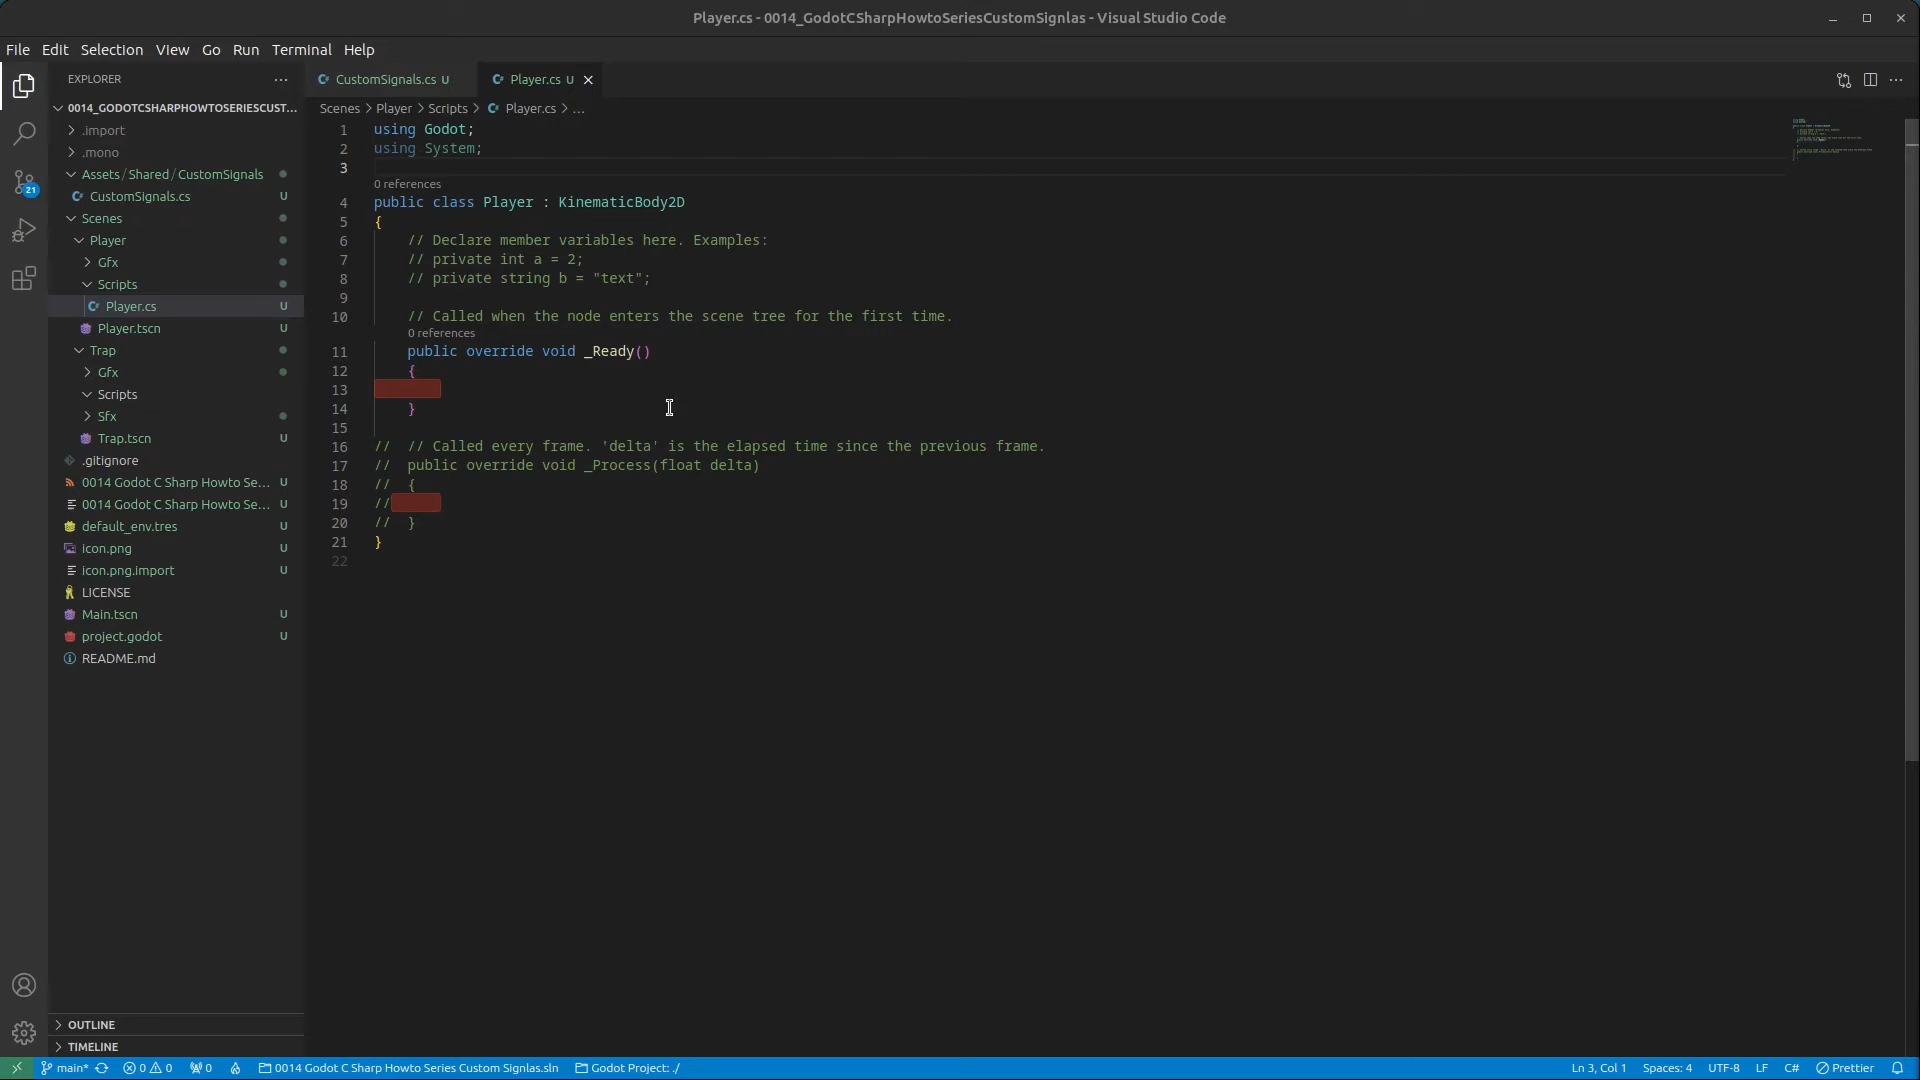 Player.cs - 0014_GodotCSharpHowtoSeriesCustomSignlas - Visual Studio Code
File Edit Selection View Go Run Terminal Help
EXPLORER
0014_GODOTCSHARPHOWTOSERIESCUST...
.import
.mono
Assets / Shared / CustomSignals
CustomSignals.cs U
Scenes
Player
Gfx
Scripts
Player.cs U
Player.tscn U
Trap
Gfx
Scripts
Sfx
Trap.tscn U
.gitignore
0014 Godot C Sharp Howto Se... U
0014 Godot C Sharp Howto Se... U
default_env.tres U
icon.png U
icon.png.import U
LICENSE
Main.tscn U
project.godot U
README.md
OUTLINE
TIMELINE
21
CustomSignals.cs U Player.cs U
Scenes > Player > Scripts > Player.cs > ...
1 using Godot;
2 using System;
3
0 references
4 public class Player : KinematicBody2D
5 {
6 // Declare member variables here. Examples:
7 // private int a = 2;
8 // private string b = "text";
9
10 // Called when the node enters the scene tree for the first time.
0 references
11 public override void _Ready()
12 {
13
14 }
15
16 // // Called every frame. 'delta' is the elapsed time since the previous frame.
17 // public override void _Process(float delta)
18 // {
19 //
20 // }
21 }
22
main* 0 0 0 0014 Godot C Sharp Howto Series Custom Signlas.sln Godot Project: ./ Ln 3, Col 1 Spaces: 4 UTF-8 LF C# Prettier